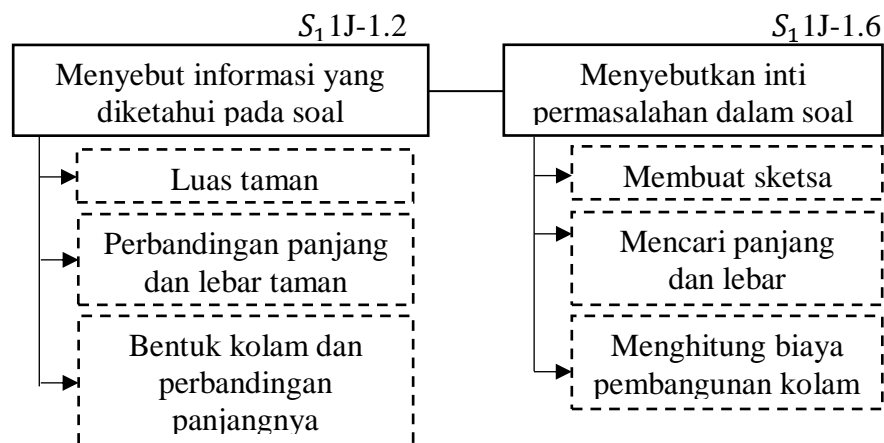 S₁1J-1.2
Menyebut informasi yang
diketahui pada soal
Luas taman
Perbandingan panjang
dan lebar taman
Bentuk kolam dan
perbandingan
panjangnya
S₁1J-1.6
Menyebutkan inti
permasalahan dalam soal
Membuat sketsa
Mencari panjang
dan lebar
Menghitung biaya
pembangunan kolam